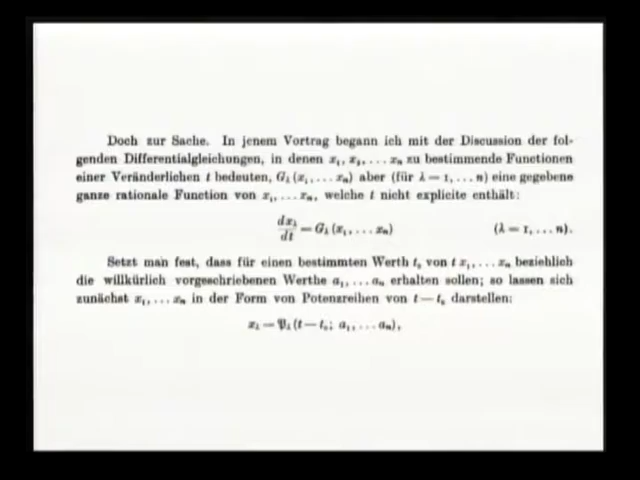 Doch zur Sache. In jenem Vortrag begann ich mit der Discussion der fol-
genden Differentialgleichungen, in denen x₁, x₂, . . . xₙ zu bestimmende Functionen
einer Veränderlichen t bedeuten, G_λ (x₁, . . . xₙ) aber (für λ = 1, . . . n) eine gegebene
ganze rationale Function von x₁, . . . xₙ, welche t nicht explicite enthält:
dx_λ/dt = G_λ (x₁, . . . xₙ) (λ = 1, . . . n).
Setzt man fest, dass für einen bestimmten Werth t₀ von t x₁, . . . xₙ beziehlich
die willkürlich vorgeschriebenen Werthe a₁, . . . aₙ erhalten sollen; so lassen sich
zunächst x₁, . . . xₙ in der Form von Potenzreihen von t — t₀ darstellen:
x_λ = 𝔓_λ (t — t₀; a₁, . . . aₙ),